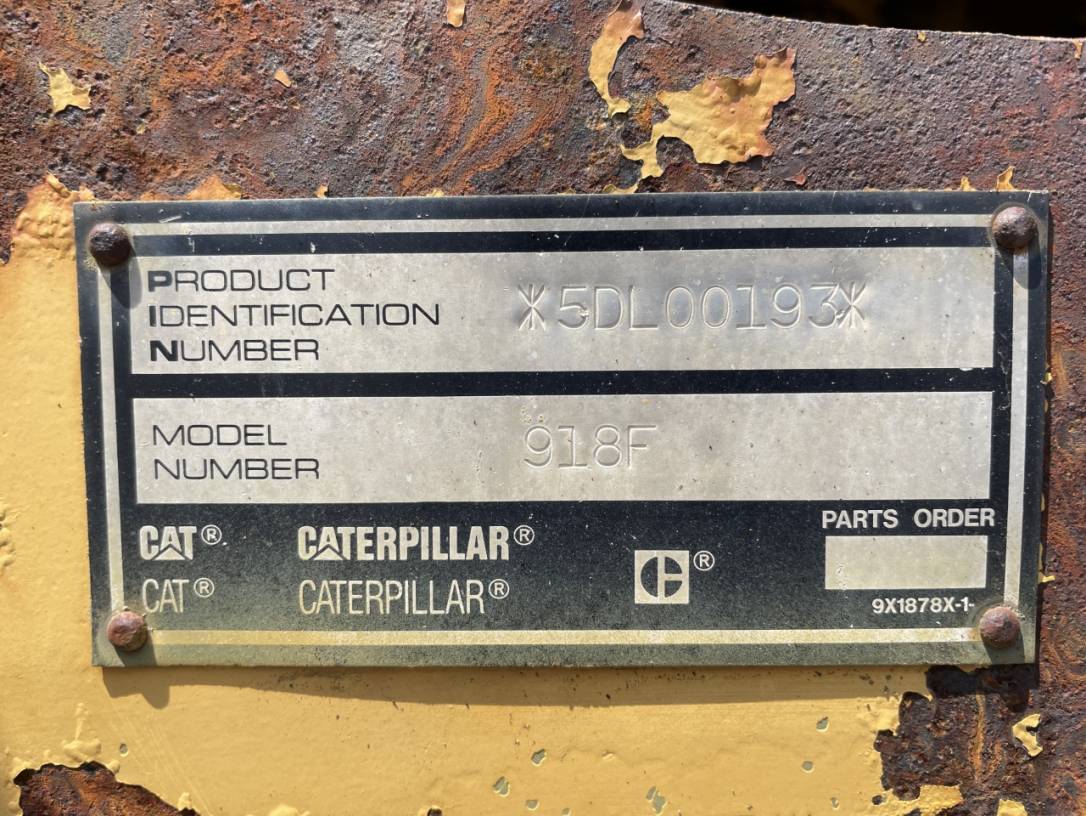 PRODUCT
IDENTIFICATION
NUMBER
*5DL00193*
MODEL
NUMBER
918F
CAT® CATERPILLAR®
CAT® CATERPILLAR®
C®
PARTS ORDER
9X1878X-1-